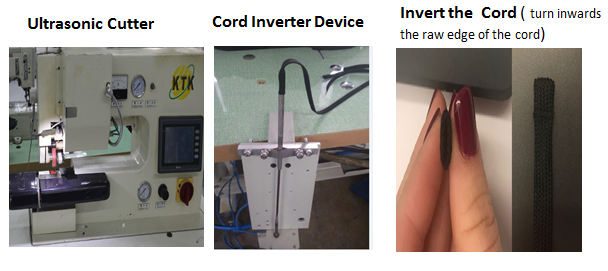 Ultrasonic Cutter
Cord Inverter Device
Invert the Cord ( turn inwards
the raw edge of the cord)
KTK